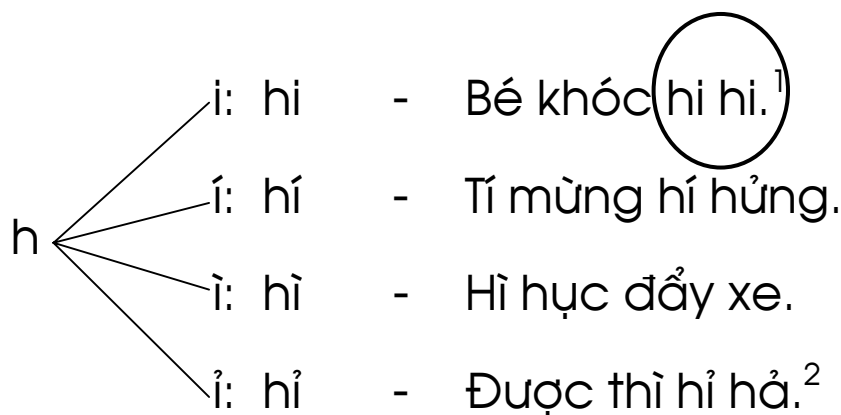 i: hi - Bé khóc hi hi.¹
í: hí - Tí mừng hí hửng.
h
ì: hì - Hì hục đẩy xe.
ỉ: hỉ - Được thì hỉ hả.²